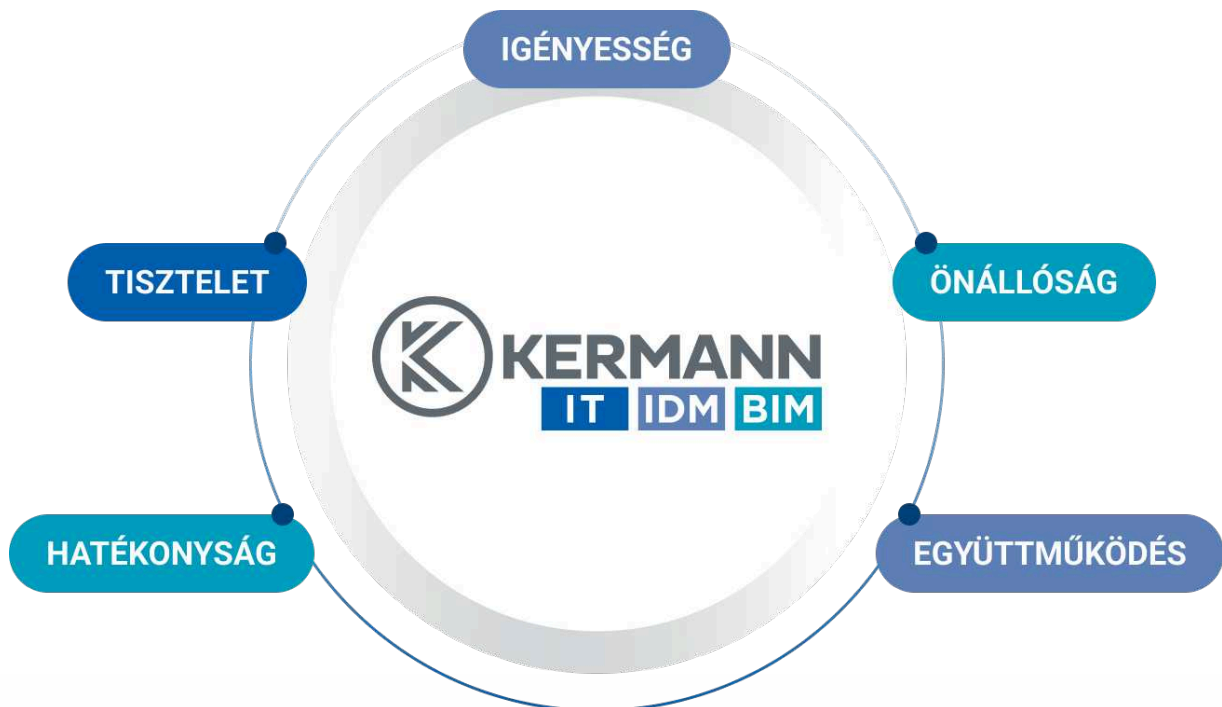 IGÉNYESSÉG
TISZTELET
ÖNÁLLÓSÁG
KERMANN
IT IDM BIM
HATÉKONYSÁG
EGYÜTTMŰKÖDÉS